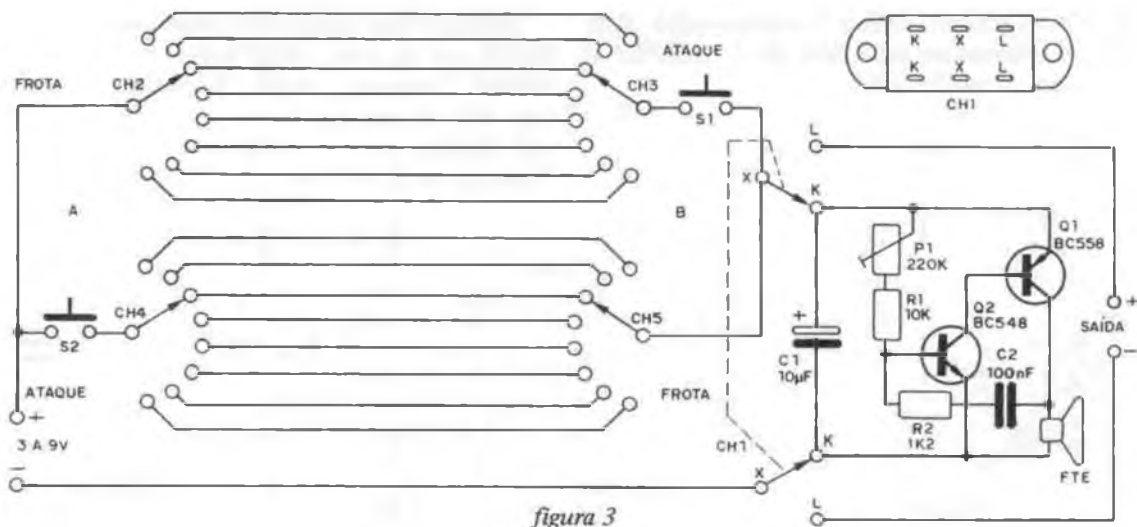 ATAQUE
FROTA
CH2
CH3
S1
K X L
K X L
CH1
L
X
K
A
B
P1
220K
Q1
BC558
R1
10K
Q2
BC548
+
C1
10µF
C2
100nF
R2
1K2
+
SAÍDA
−
CH4
CH5
S2
ATAQUE
FROTA
+
3 A 9V
−
CH1
X
K
FTE
L
figura 3